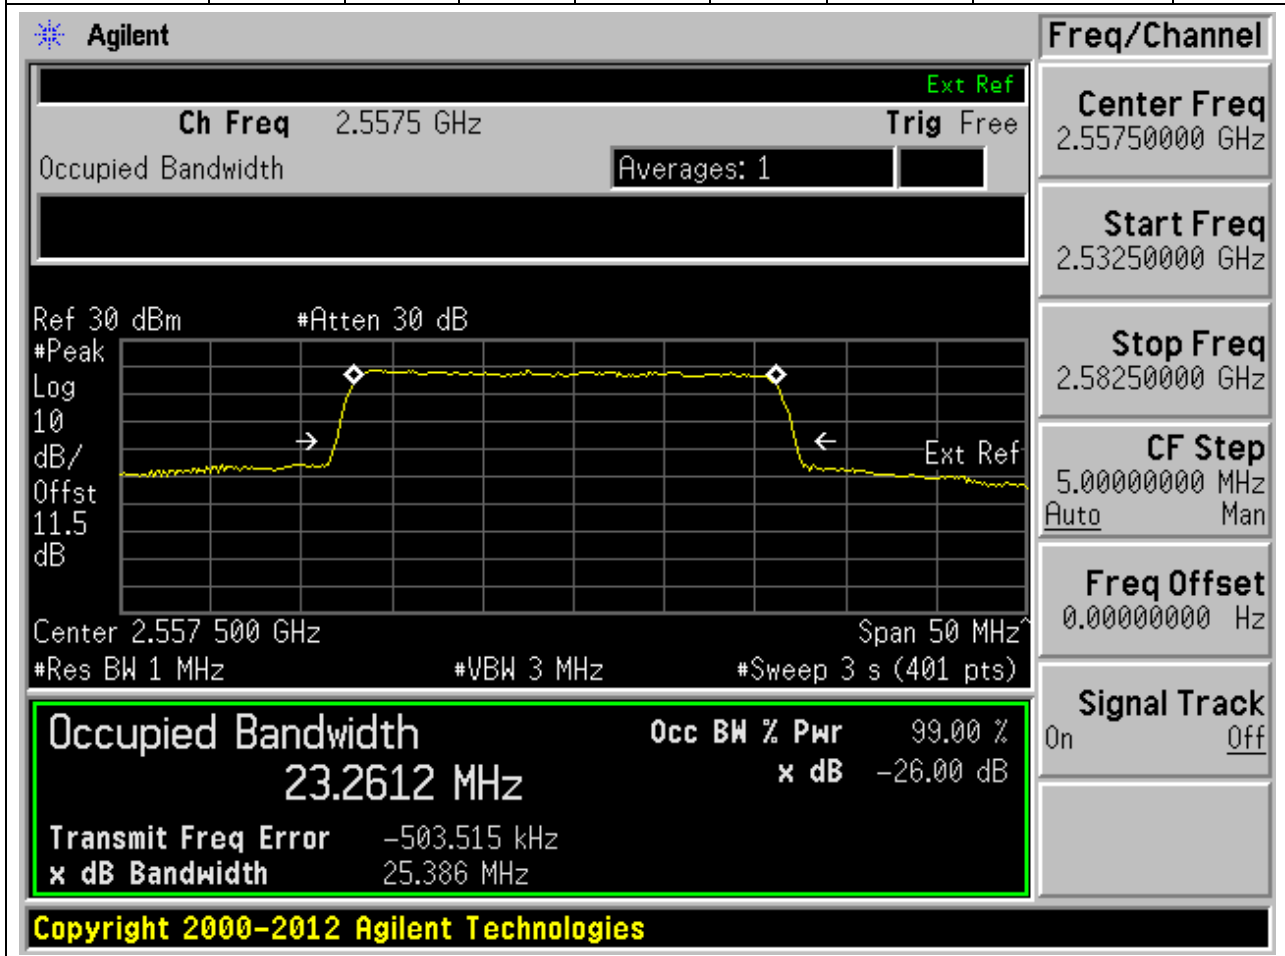 Agilent
Freq/Channel
Ext Ref
Ch Freq 2.5575 GHz Trig Free
Occupied Bandwidth Averages: 1
Center Freq
2.55750000 GHz
Start Freq
2.53250000 GHz
Stop Freq
2.58250000 GHz
CF Step
5.00000000 MHz
Auto Man
Freq Offset
0.00000000 Hz
Signal Track
On Off
Ref 30 dBm #Atten 30 dB
#Peak
Log
10
dB/
Offst
11.5
dB
Ext Ref
Center 2.557 500 GHz Span 50 MHz^
#Res BW 1 MHz #VBW 3 MHz #Sweep 3 s (401 pts)
Occupied Bandwidth Occ BW % Pwr 99.00 %
23.2612 MHz x dB -26.00 dB
Transmit Freq Error -503.515 kHz
x dB Bandwidth 25.386 MHz
Copyright 2000-2012 Agilent Technologies